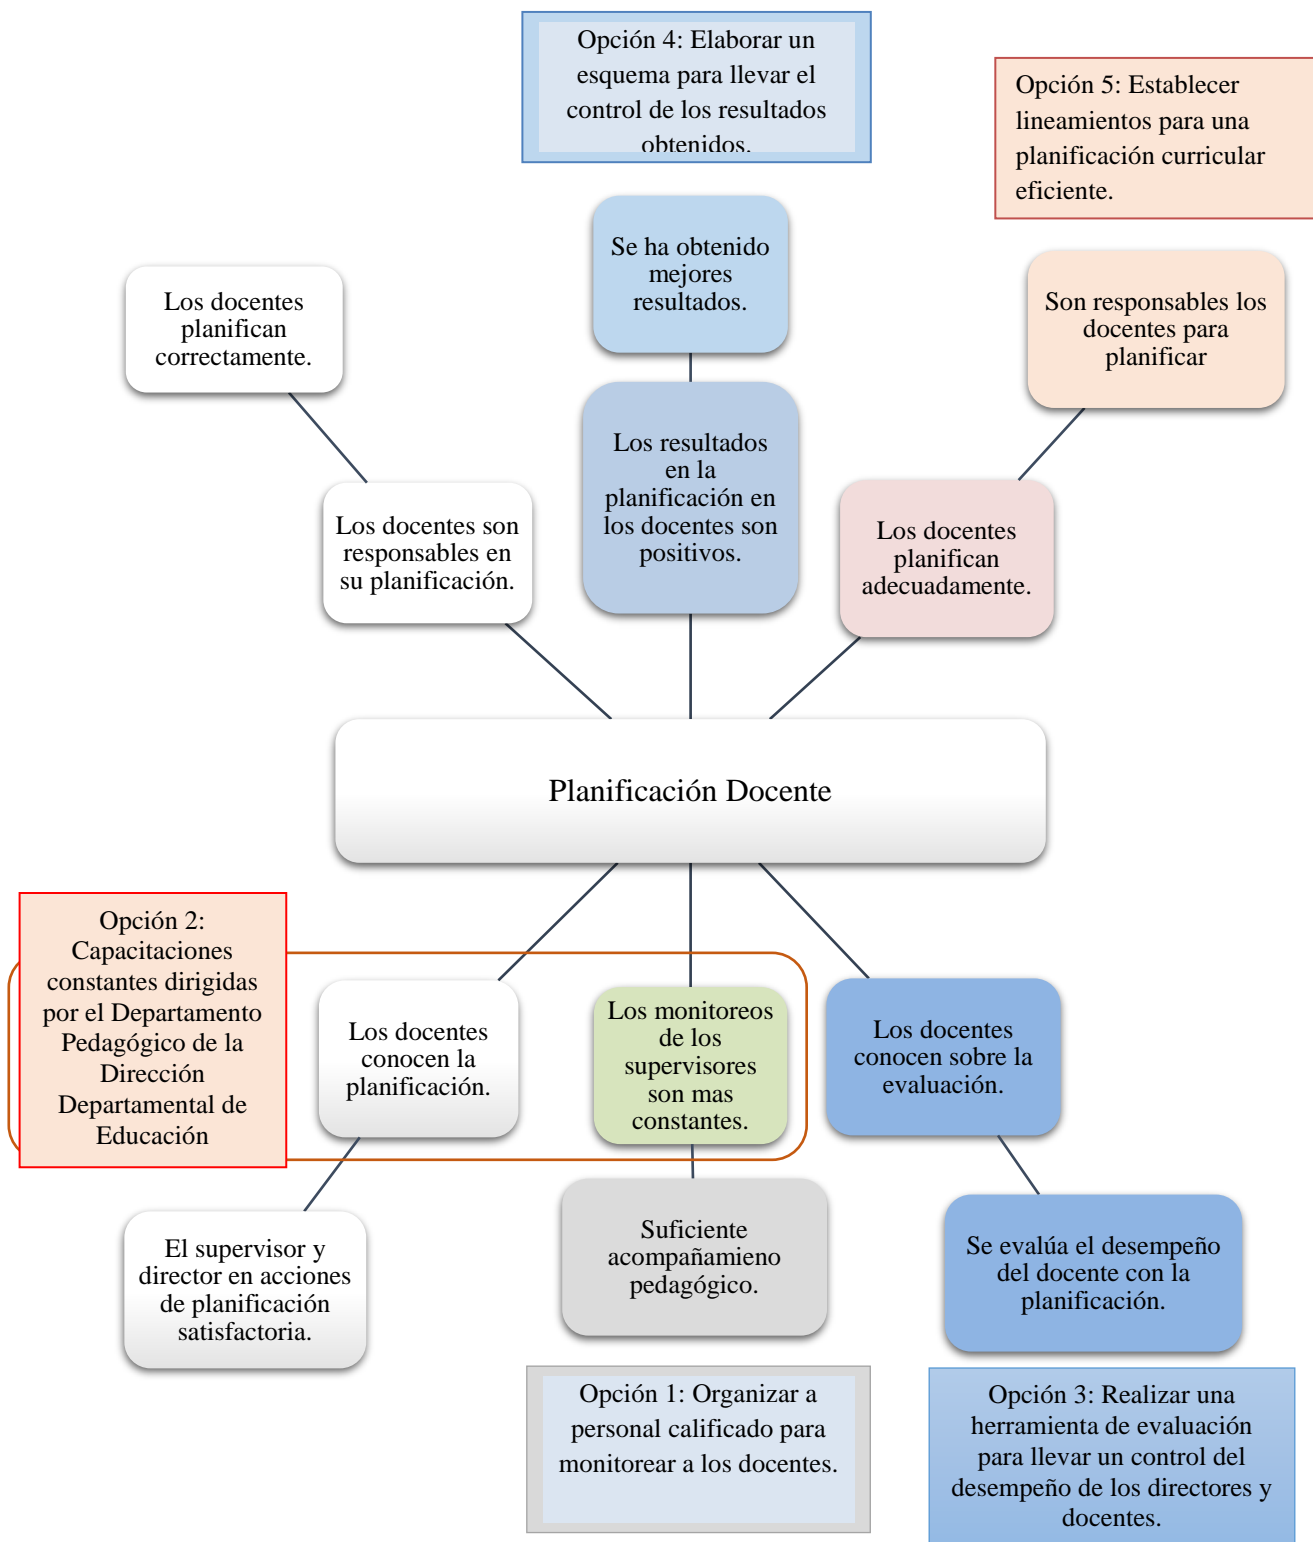 Opción 4: Elaborar un
esquema para llevar el
control de los resultados
obtenidos.
Opción 5: Establecer
lineamientos para una
planificación curricular
eficiente.
Se ha obtenido
mejores
resultados.
Los docentes
planifican
correctamente.
Son responsables los
docentes para
planificar
Los resultados
en la
planificación en
los docentes son
positivos.
Los docentes son
responsables en
su planificación.
Los docentes
planifican
adecuadamente.
Planificación Docente
Opción 2:
Capacitaciones
constantes dirigidas
por el Departamento
Pedagógico de la
Dirección
Departamental de
Educación
Los docentes
conocen la
planificación.
Los monitoreos
de los
supervisores
son mas
constantes.
Los docentes
conocen sobre la
evaluación.
El supervisor y
director en acciones
de planificación
satisfactoria.
Suficiente
acompañamieno
pedagógico.
Se evalúa el desempeño
del docente con la
planificación.
Opción 1: Organizar a
personal calificado para
monitorear a los docentes.
Opción 3: Realizar una
herramienta de evaluación
para llevar un control del
desempeño de los directores y
docentes.